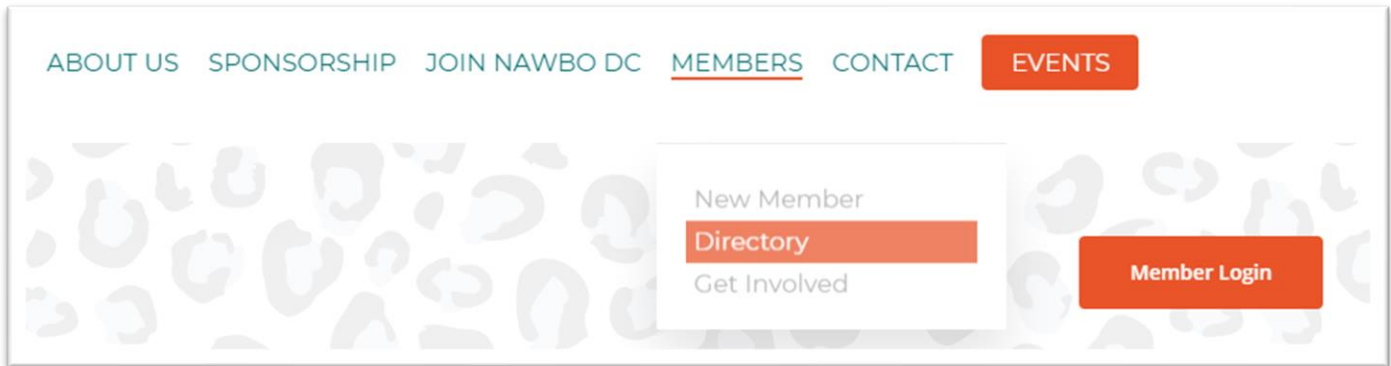 ABOUT US SPONSORSHIP JOIN NAWBO DC MEMBERS CONTACT EVENTS
New Member
Directory
Get Involved
Member Login